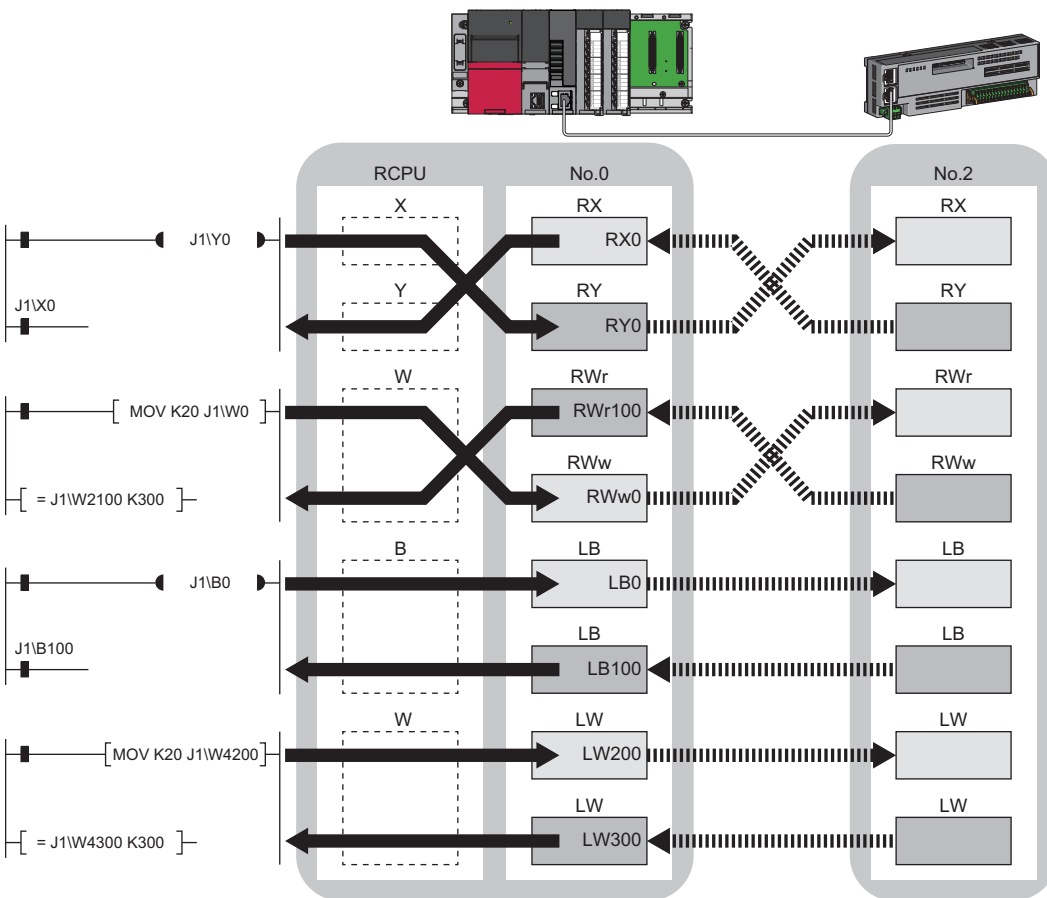 RCPU No.0 No.2
X RX RX
J1\Y0 RX0
J1\X0
Y RY RY
RY0
W RWr RWr
MOV K20 J1\W0 RWr100
RWw RWw
= J1\W2100 K300 RWw0
B LB LB
J1\B0 LB0
LB LB
J1\B100
LB100
W LW LW
MOV K20 J1\W4200 LW200
LW LW
= J1\W4300 K300 LW300